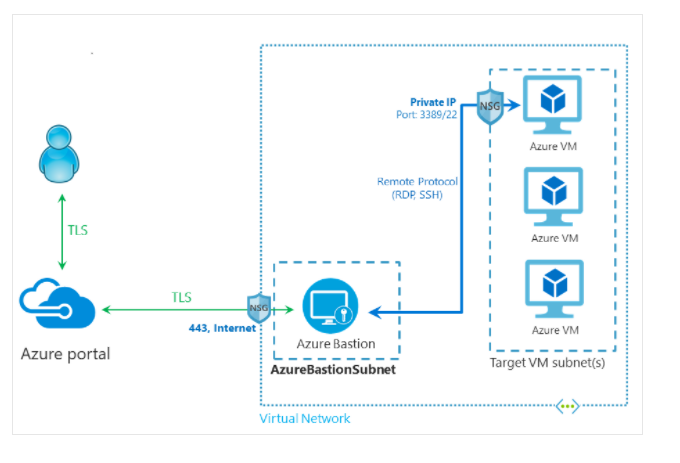 Private IP
Port: 3389/22
NSG
Azure VM
Remote Protocol
(RDP, SSH)
Azure VM
TLS
TLS
NSG
443, Internet
Azure VM
Azure portal
Azure Bastion
AzureBastionSubnet
Target VM subnet(s)
Virtual Network